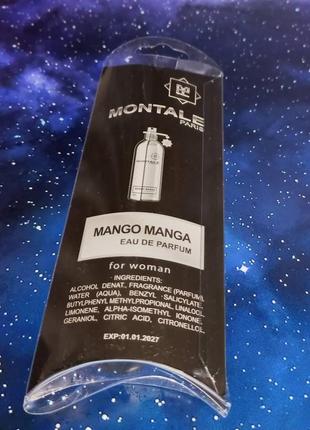 MONTALE
PARIS
MANGO MANGA
EAU DE PARFUM
for woman
INGREDIENTS:
ALCOHOL DENAT., FRAGRANCE (PARFUM),
WATER (AQUA), BENZYL SALICYLATE,
BUTYLPHENYL METHYLPROPIONAL, LINALOOL,
LIMONENE, ALPHA-ISOMETHYL IONONE,
GERANIOL, CITRIC ACID, CITRONELLOL.
EXP:01.01.2027